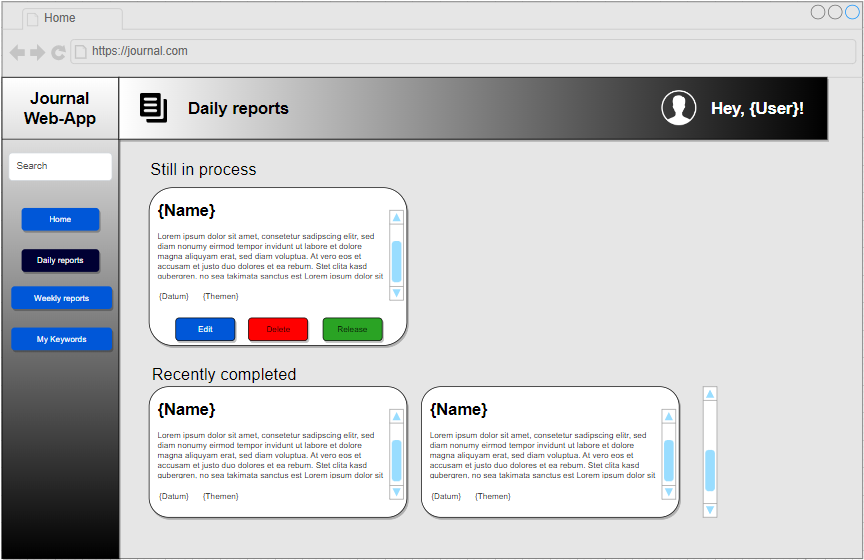 Home
https://journal.com
Journal
Web-App
Daily reports
Hey, {User}!
Search
Home
Daily reports
Weekly reports
My Keywords
Still in process
{Name}
Lorem ipsum dolor sit amet, consetetur sadipscing elitr, sed
diam nonumy eirmod tempor invidunt ut labore et dolore
magna aliquyam erat, sed diam voluptua. At vero eos et
accusam et justo duo dolores et ea rebum. Stet clita kasd
gubergren, no sea takimata sanctus est Lorem ipsum dolor sit
{Datum} {Themen}
Edit Delete Release
Recently completed
{Name}
Lorem ipsum dolor sit amet, consetetur sadipscing elitr, sed
diam nonumy eirmod tempor invidunt ut labore et dolore
magna aliquyam erat, sed diam voluptua. At vero eos et
accusam et justo duo dolores et ea rebum. Stet clita kasd
gubergren, no sea takimata sanctus est Lorem ipsum dolor sit
{Datum} {Themen}
{Name}
Lorem ipsum dolor sit amet, consetetur sadipscing elitr, sed
diam nonumy eirmod tempor invidunt ut labore et dolore
magna aliquyam erat, sed diam voluptua. At vero eos et
accusam et justo duo dolores et ea rebum. Stet clita kasd
gubergren, no sea takimata sanctus est Lorem ipsum dolor sit
{Datum} {Themen}